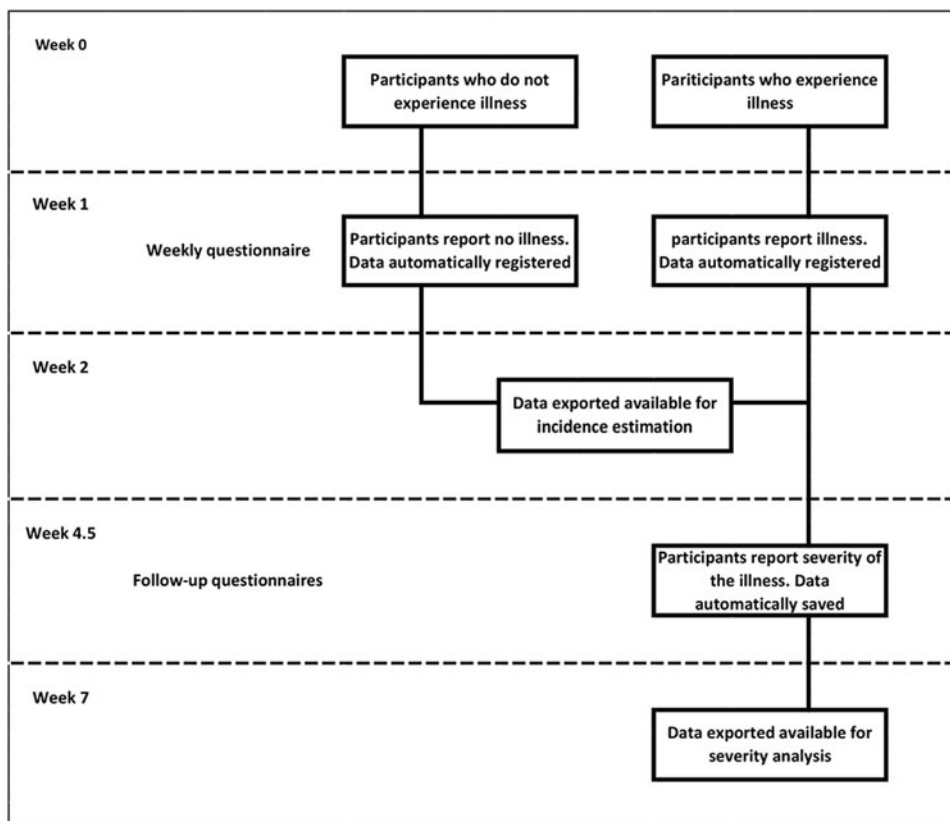 Week 0
Participants who do not
experience illness
Pariticipants who experience
illness
Week 1
Weekly questionnaire
Participants report no illness.
Data automatically registered
participants report illness.
Data automatically registered
Week 2
Data exported available for
incidence estimation
Week 4.5
Follow-up questionnaires
Participants report severity of
the illness. Data
automatically saved
Week 7
Data exported available for
severity analysis